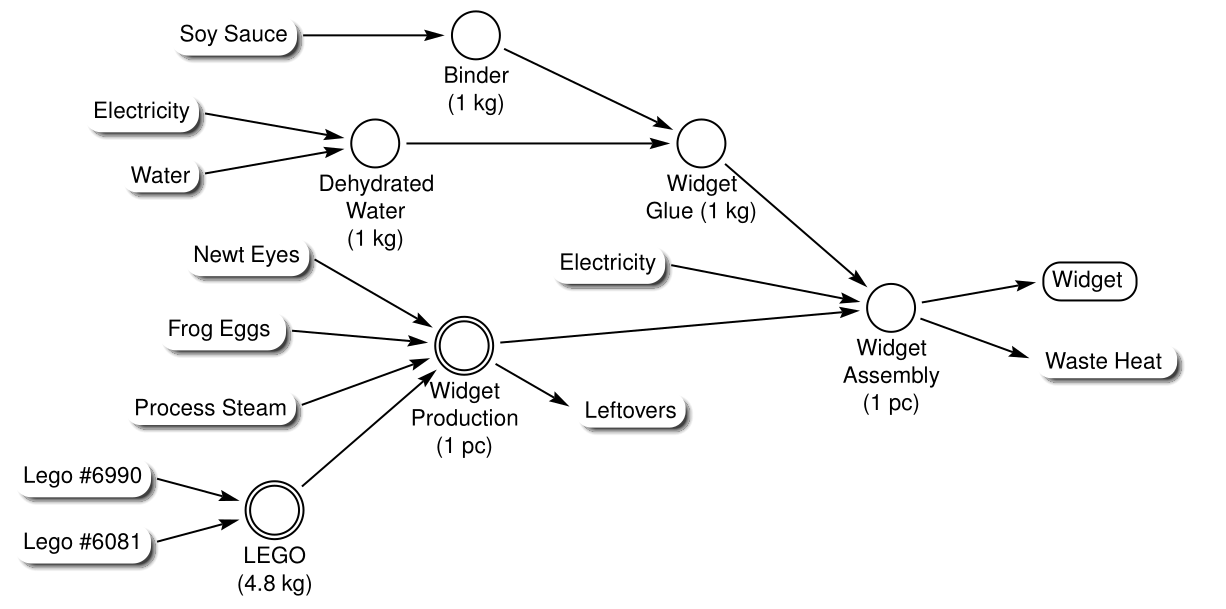 Soy Sauce
Binder
(1 kg)
Electricity
Water
Dehydrated
Water
(1 kg)
Widget
Glue (1 kg)
Newt Eyes
Electricity
Widget
Frog Eggs
Widget
Assembly
(1 pc)
Waste Heat
Process Steam
Widget
Production
(1 pc)
Leftovers
Lego #6990
Lego #6081
LEGO
(4.8 kg)